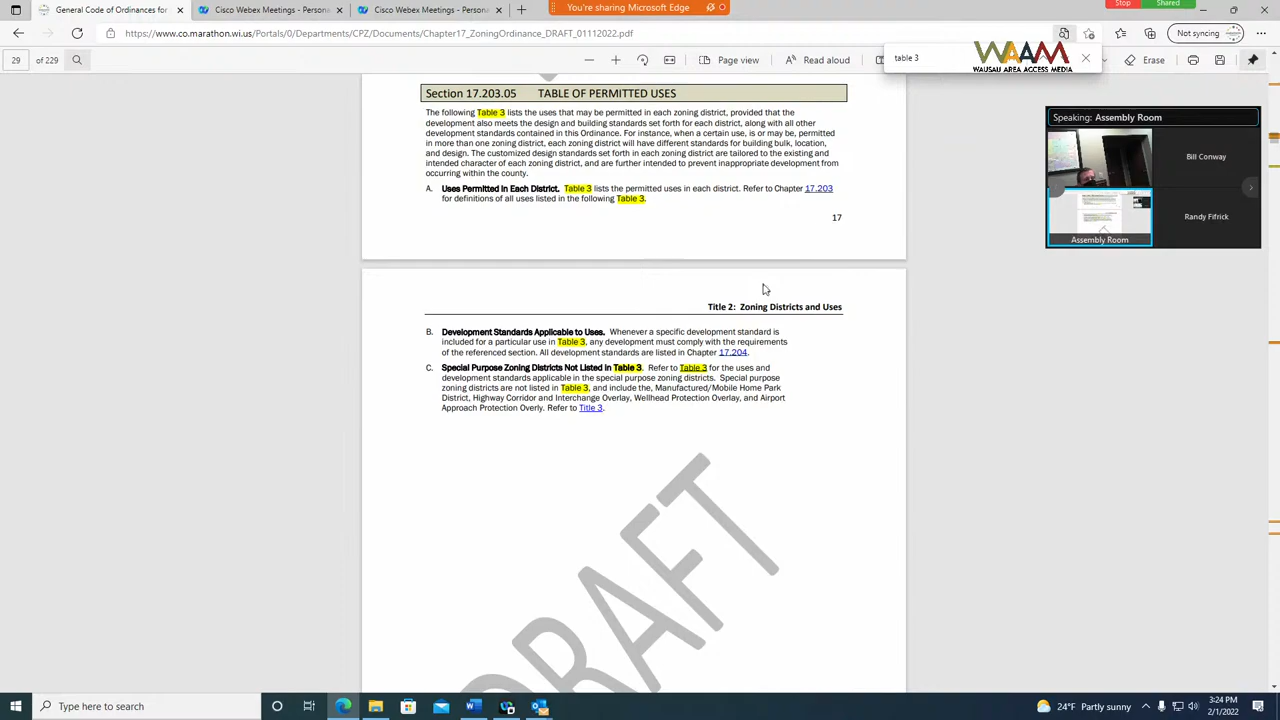 General Code of Ordinances for
Cisco Webex Meetings - Persona
Cisco Webex Meetings - Persona
You're sharing Microsoft Edge
Stop
Shared
https://www.co.marathon.wi.us/Portals/0/Departments/CPZ/Documents/Chapter17_ZoningOrdinance_DRAFT_01112022.pdf
Not syncing
29 of 229
Page view
Read aloud
table 3
WAAM
WAUSAU AREA ACCESS MEDIA
Erase
Section 17.203.05 TABLE OF PERMITTED USES
The following Table 3 lists the uses that may be permitted in each zoning district, provided that the
development also meets the design and building standards set forth for each district, along with all other
development standards contained in this Ordinance. For instance, when a certain use, is or may be, permitted
in more than one zoning district, each zoning district will have different standards for building bulk, location,
and design. The customized design standards set forth in each zoning district are tailored to the existing and
intended character of each zoning district, and are further intended to prevent inappropriate development from
occurring within the county.
A. Uses Permitted in Each District. Table 3 lists the permitted uses in each district. Refer to Chapter 17.203
for definitions of all uses listed in the following Table 3.
17
Title 2: Zoning Districts and Uses
B. Development Standards Applicable to Uses. Whenever a specific development standard is
included for a particular use in Table 3, any development must comply with the requirements
of the referenced section. All development standards are listed in Chapter 17.204.
C. Special Purpose Zoning Districts Not Listed in Table 3. Refer to Table 3 for the uses and
development standards applicable in the special purpose zoning districts. Special purpose
zoning districts are not listed in Table 3, and include the, Manufactured/Mobile Home Park
District, Highway Corridor and Interchange Overlay, Wellhead Protection Overlay, and Airport
Approach Protection Overly. Refer to Title 3.
DRAFT
Speaking: Assembly Room
Bill Conway
Randy Fifrick
Assembly Room
Type here to search
24°F Partly sunny
3:24 PM
2/1/2022